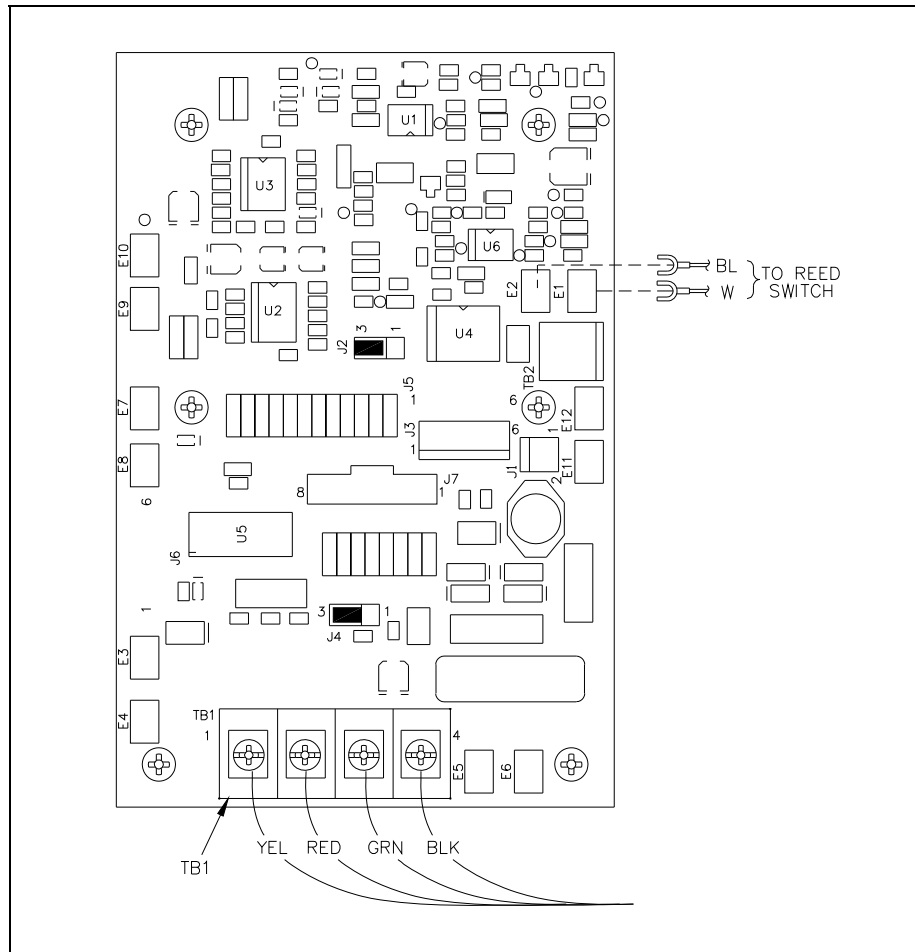 U1
U3
U6
E10
E2
E1
BL
W
TO REED
SWITCH
E9
U2
J2
3
1
U4
TB2
J5
1
6
E7
E12
J3
1
6
J1
1
2
E11
E8
6
8
J7
1
U5
J6
1
3
1
J4
E3
E4
TB1
1
4
E5
E6
YEL
RED
GRN
BLK
TB1